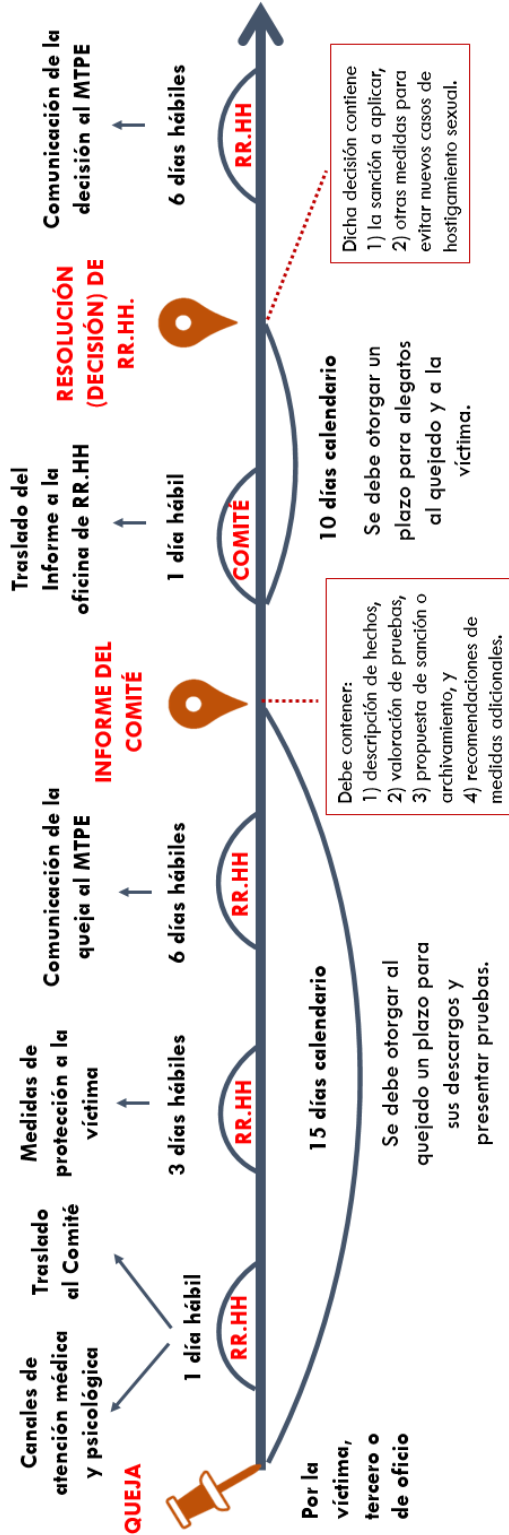 QUEJA
Por la
víctima,
tercero o
de oficio
Canales de
atención médica
y psicológica
Traslado
al Comité
1 día hábil
RR.HH
Medidas de
protección a la
víctima
3 días hábiles
RR.HH
Comunicación de la
queja al MTPE
6 días hábiles
RR.HH
15 días calendario
Se debe otorgar al
quejado un plazo para
sus descargos y
presentar pruebas.
INFORME DEL
COMITÉ
Debe contener:
1) descripción de hechos,
2) valoración de pruebas,
3) propuesta de sanción o
archivamiento, y
4) recomendaciones de
medidas adicionales.
Traslado del
Informe a la
oficina de RR.HH
1 día hábil
COMITÉ
10 días calendario
Se debe otorgar un
plazo para alegatos
al quejado y a la
víctima.
RESOLUCIÓN
(DECISIÓN) DE
RR.HH.
Dicha decisión contiene
1) la sanción a aplicar,
2) otras medidas para
evitar nuevos casos de
hostigamiento sexual.
Comunicación de la
decisión al MTPE
6 días hábiles
RR.HH